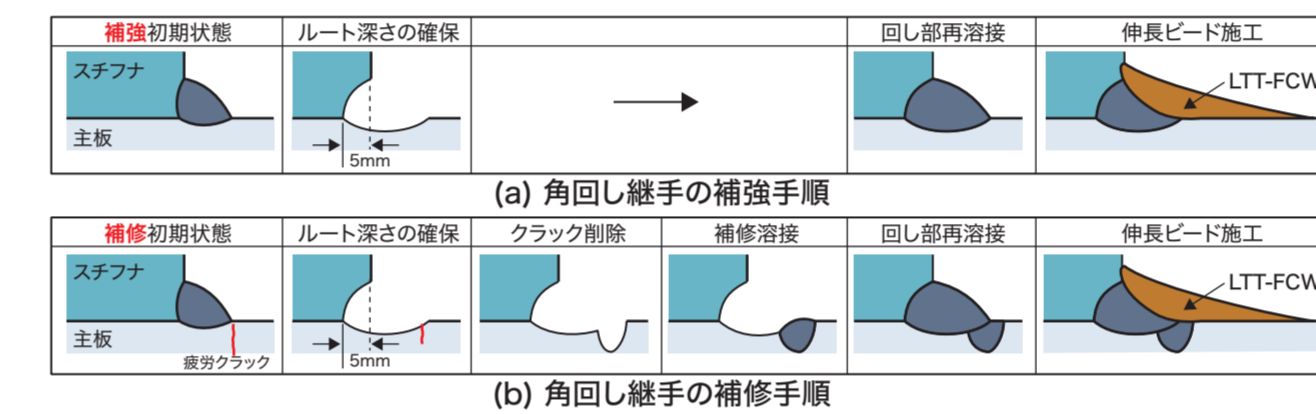 補強初期状態 ルート深さの確保 回し部再溶接 伸長ビード施工
スチフナ
主板
5mm
LTT-FCW
(a) 角回し継手の補強手順
補修初期状態 ルート深さの確保 クラック削除 補修溶接 回し部再溶接 伸長ビード施工
スチフナ
主板
疲労クラック
5mm
LTT-FCW
(b) 角回し継手の補修手順